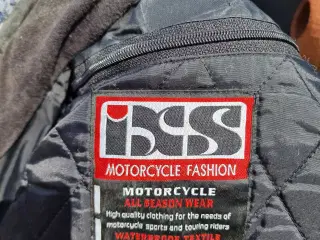 iXS
MOTORCYCLE FASHION
MOTORCYCLE
ALL SEASON WEAR
High quality clothing for the needs of
motorcycle sports and touring riders
WATERPROOF TEXTILE